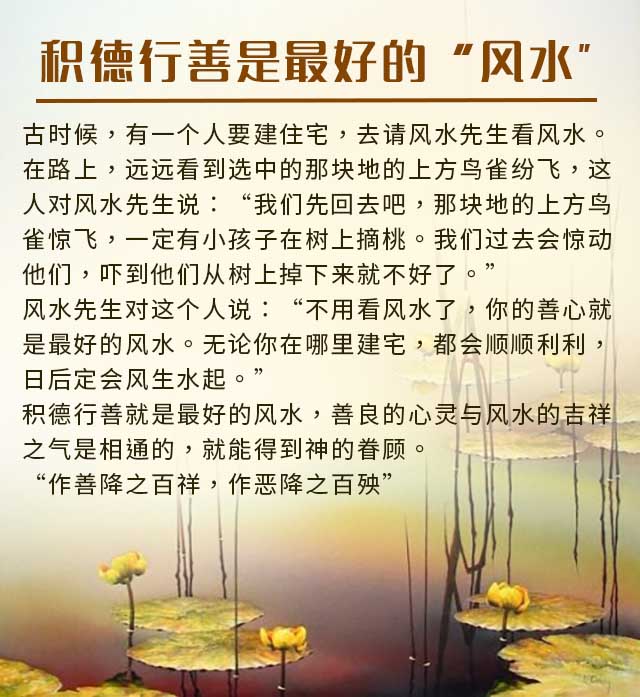 积德行善是最好的“风水”
古时候，有一个人要建住宅，去请风水先生看风水。
在路上，远远看到选中的那块地的上方鸟雀纷飞，这
人对风水先生说：“我们先回去吧，那块地的上方鸟
雀惊飞，一定有小孩子在树上摘桃。我们过去会惊动
他们，吓到他们从树上掉下来就不好了。”
风水先生对这个人说：“不用看风水了，你的善心就
是最好的风水。无论你在哪里建宅，都会顺顺利利，
日后定会风生水起。”
积德行善就是最好的风水，善良的心灵与风水的吉祥
之气是相通的，就能得到神的眷顾。
“作善降之百祥，作恶降之百殃”